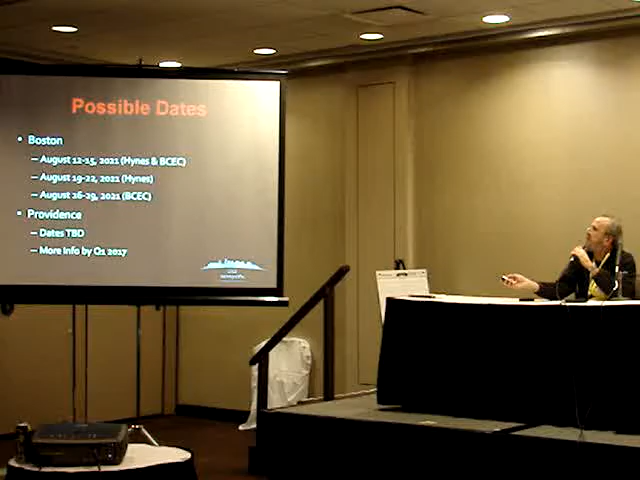 Possible Dates
• Boston
– August 12-15, 2021 (Hynes & BCEC)
– August 19-22, 2021 (Hynes)
– August 26-29, 2021 (BCEC)
• Providence
– Dates TBD
– More Info by Q1 2017